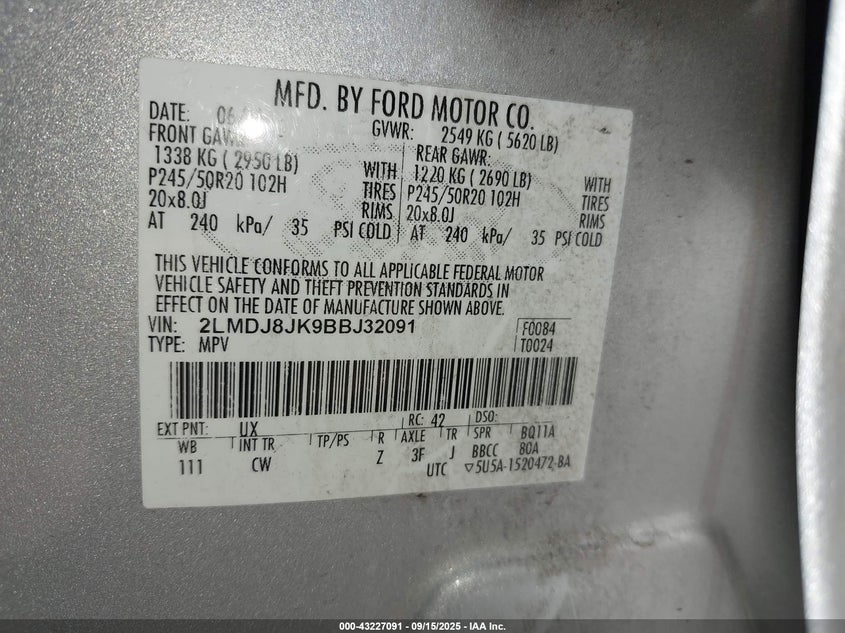 MFD. BY FORD MOTOR CO.
DATE: 06
GVWR: 2549 KG ( 5620 LB)
FRONT GAWR:
REAR GAWR:
1338 KG ( 2950 LB) WITH
1220 KG ( 2690 LB) WITH
P245/50R20 102H TIRES
P245/50R20 102H TIRES
20x8.0J RIMS
20x8.0J RIMS
AT 240 kPa/ 35 PSI COLD
AT 240 kPa/ 35 PSI COLD
THIS VEHICLE CONFORMS TO ALL APPLICABLE FEDERAL MOTOR
VEHICLE SAFETY AND THEFT PREVENTION STANDARDS IN
EFFECT ON THE DATE OF MANUFACTURE SHOWN ABOVE.
VIN: 2LMDJ8JK9BBJ32091 F0084
TYPE: MPV T0024
EXT PNT: UX RC: 42 DSO:
WB INT TR TP/PS R AXLE TR SPR BQ11A
111 CW Z 3F J BBCC 80A
UTC ▽5U5A-1520472-BA
000-43227091 - 09/15/2025 - IAA Inc.